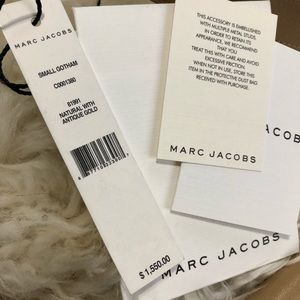 MARC JACOBS
SMALL GOTHAM
C0001380
81991
NATURAL WITH
ANTIQUE GOLD
$1,550.00
THIS ACCESSORY IS EMBELLISHED
WITH MULTIPLE METAL STUDS.
IN ORDER TO RETAIN ITS
APPEARANCE, WE RECOMMEND
THAT YOU
TREAT THIS WITH CARE AND AVOID
EXCESSIVE FRICTION.
WHEN NOT IN USE, STORE THIS
ITEM IN THE PROTECTIVE DUST BAG
RECEIVED WITH PURCHASE.
MARC JACOBS
MARC JACOBS